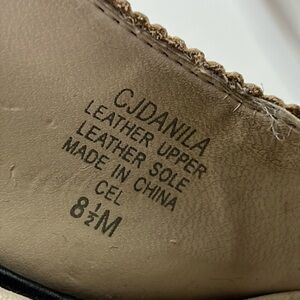 CJDANILA
LEATHER UPPER
LEATHER SOLE
MADE IN CHINA
CEL
8½M